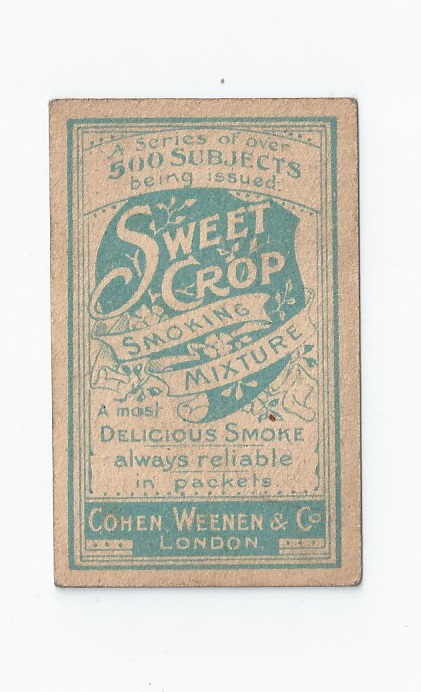 A Series of over
500 SUBJECTS
being issued.
SWEET
CROP
SMOKING
MIXTURE
A most
DELICIOUS SMOKE
always reliable
in packets
COHEN, WEENEN & Co
LONDON.